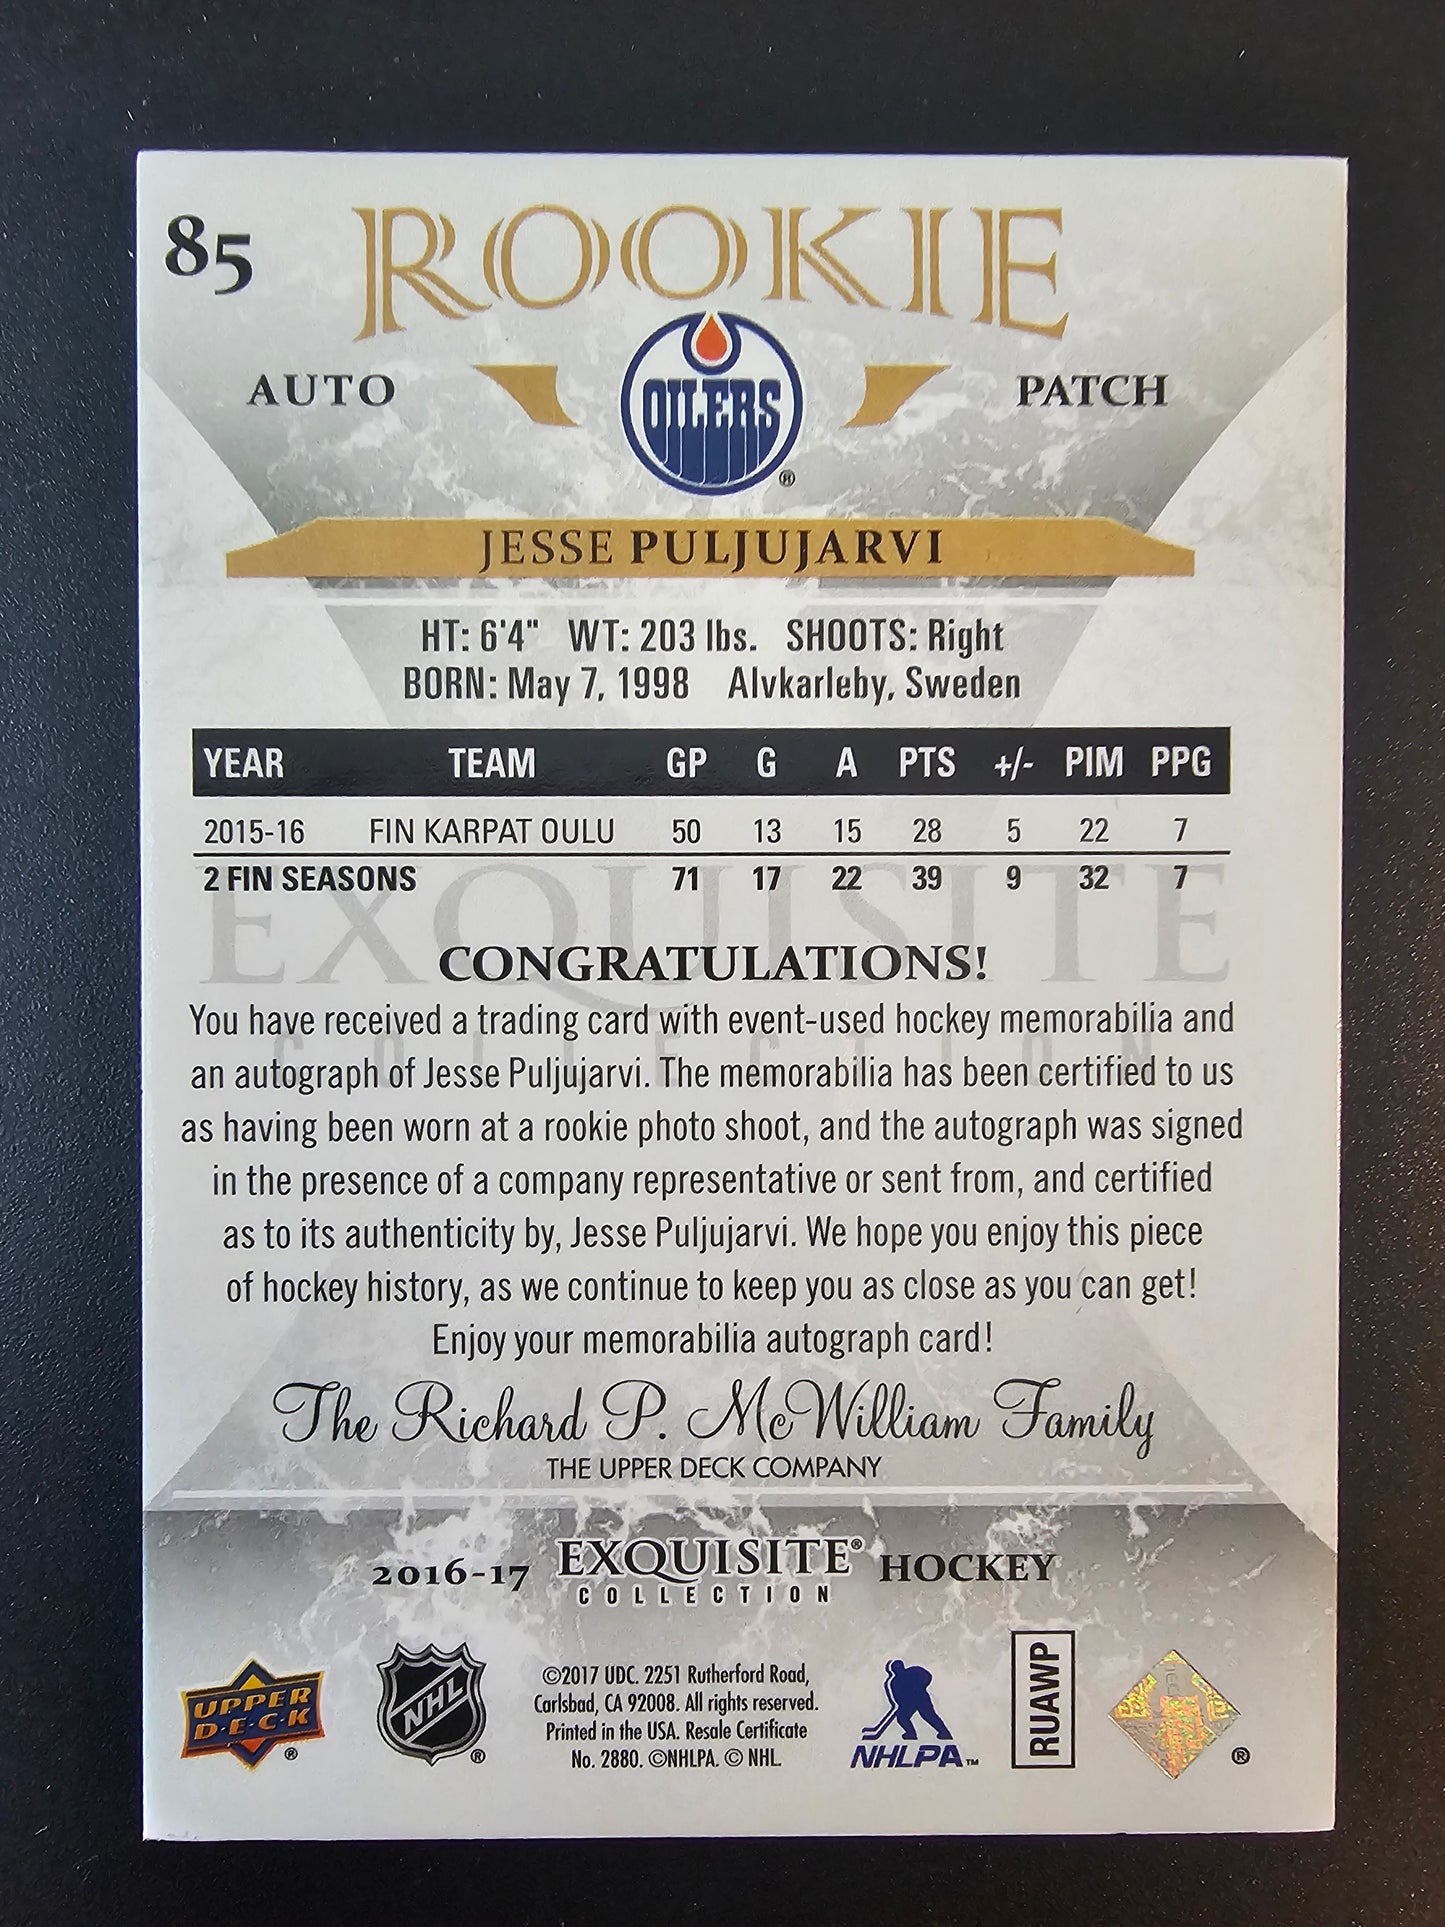 85 ROOKIE
AUTO OILERS® PATCH
JESSE PULJUJARVI
HT: 6'4" WT: 203 lbs. SHOOTS: Right
BORN: May 7, 1998 Alvkarleby, Sweden
YEAR TEAM GP G A PTS +/- PIM PPG
2015-16 FIN KARPAT OULU 50 13 15 28 5 22 7
2 FIN SEASONS 71 17 22 39 9 32 7
EXQUISITE
COLLECTION
CONGRATULATIONS!
You have received a trading card with event-used hockey memorabilia and
an autograph of Jesse Puljujarvi. The memorabilia has been certified to us
as having been worn at a rookie photo shoot, and the autograph was signed
in the presence of a company representative or sent from, and certified
as to its authenticity by, Jesse Puljujarvi. We hope you enjoy this piece
of hockey history, as we continue to keep you as close as you can get!
Enjoy your memorabilia autograph card!
The Richard P. McWilliam Family
THE UPPER DECK COMPANY
2016-17 EXQUISITE® HOCKEY
COLLECTION
UPPER
D·E·C·K®
NHL®
©2017 UDC. 2251 Rutherford Road,
Carlsbad, CA 92008. All rights reserved.
Printed in the USA. Resale Certificate
No. 2880. ©NHLPA. © NHL.
NHLPA™
RUAWP
®